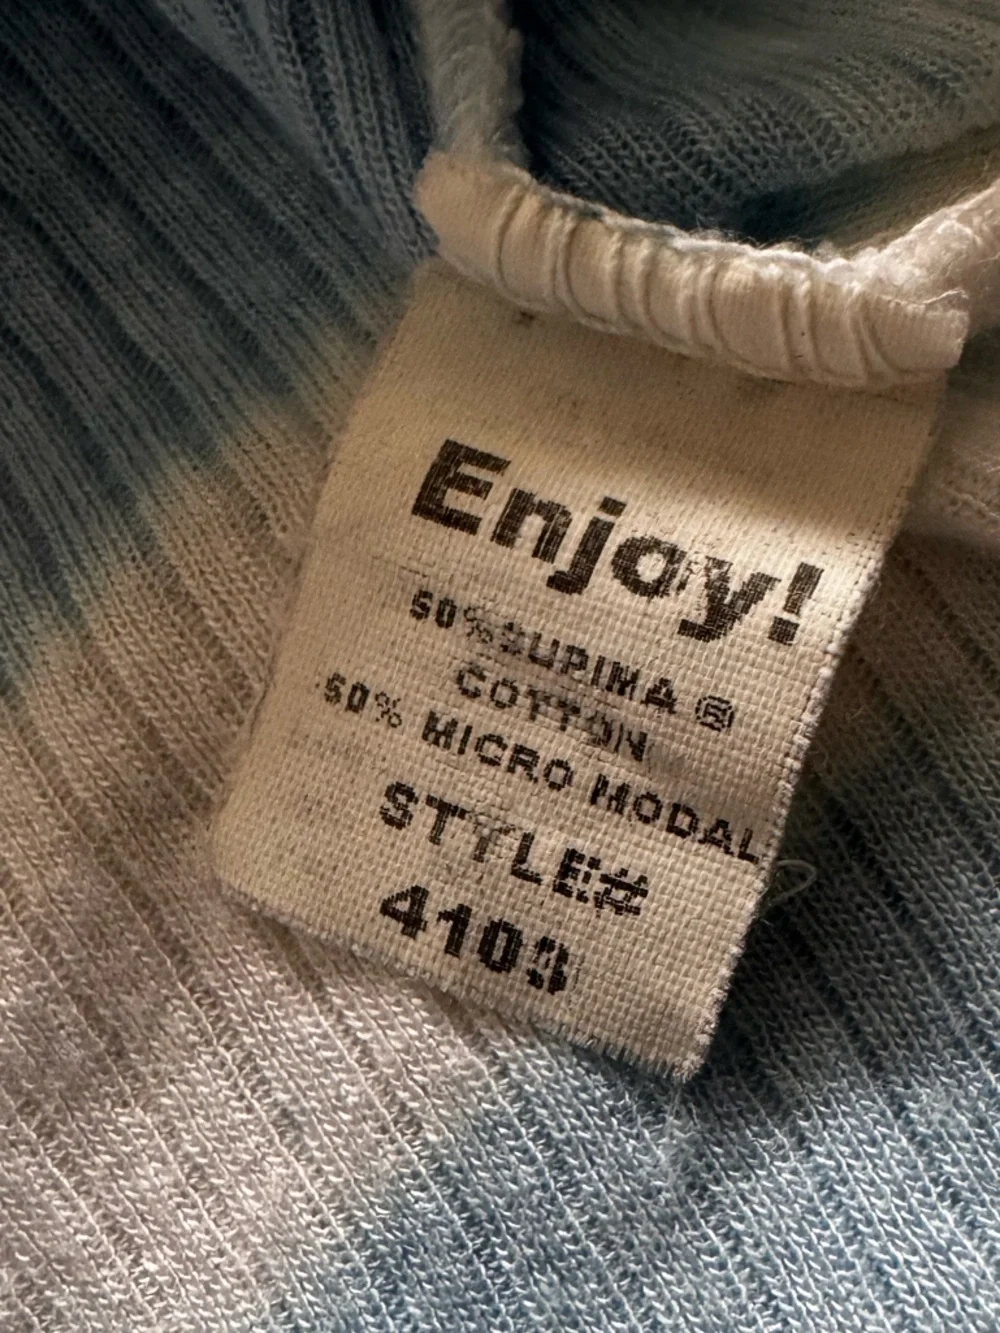 Enjoy!
50% SUPIMA ®
COTTON
50% MICRO MODAL
STYLE#